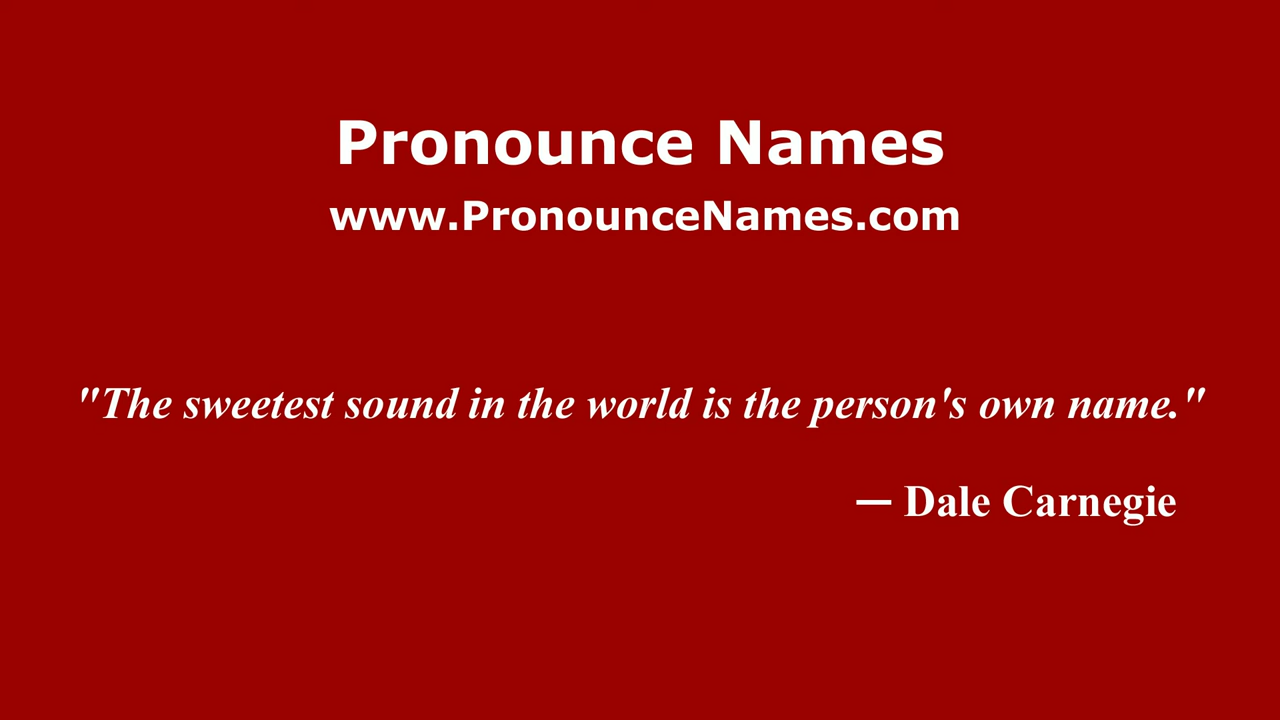 Pronounce Names
www.PronounceNames.com
"The sweetest sound in the world is the person's own name."
— Dale Carnegie